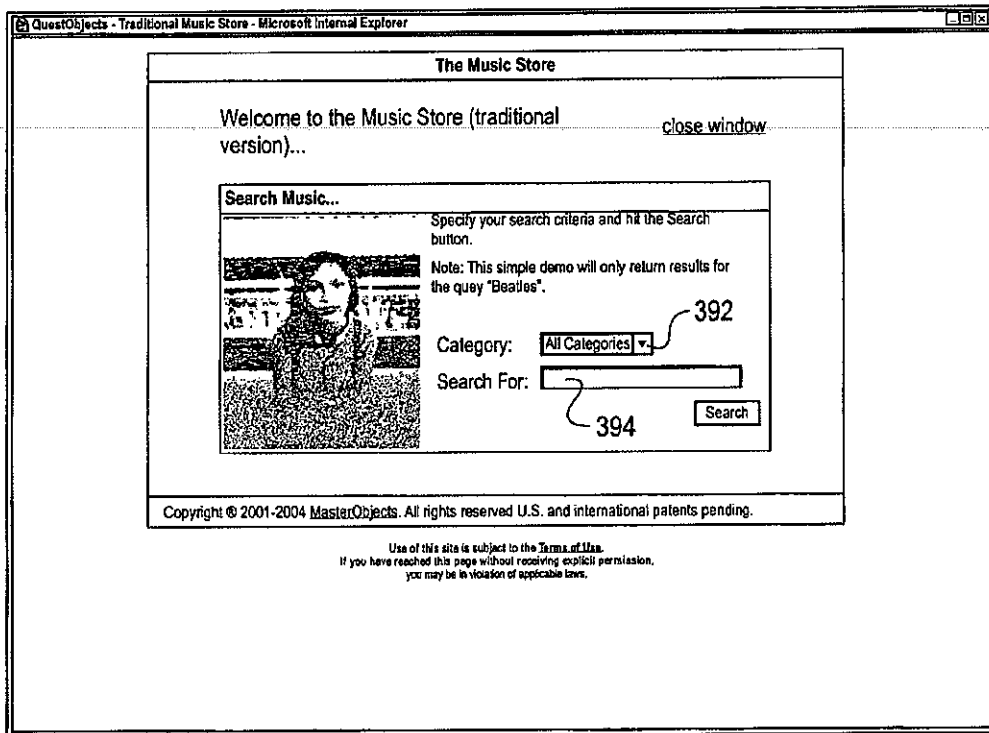 QuestObjects - Traditional Music Store - Microsoft Internal Explorer
The Music Store
Welcome to the Music Store (traditional
version)...
close window
Search Music...
Specify your search criteria and hit the Search
button.
Note: This simple demo will only return results for
the quey "Beatles".
392
Category:
All Categories
Search For:
394
Search
Copyright ® 2001-2004 MasterObjects. All rights reserved U.S. and international patents pending.
Use of this site is subject to the Terms of Use.
If you have reached this page without receiving explicit permission,
you may be in violation of applicable laws.